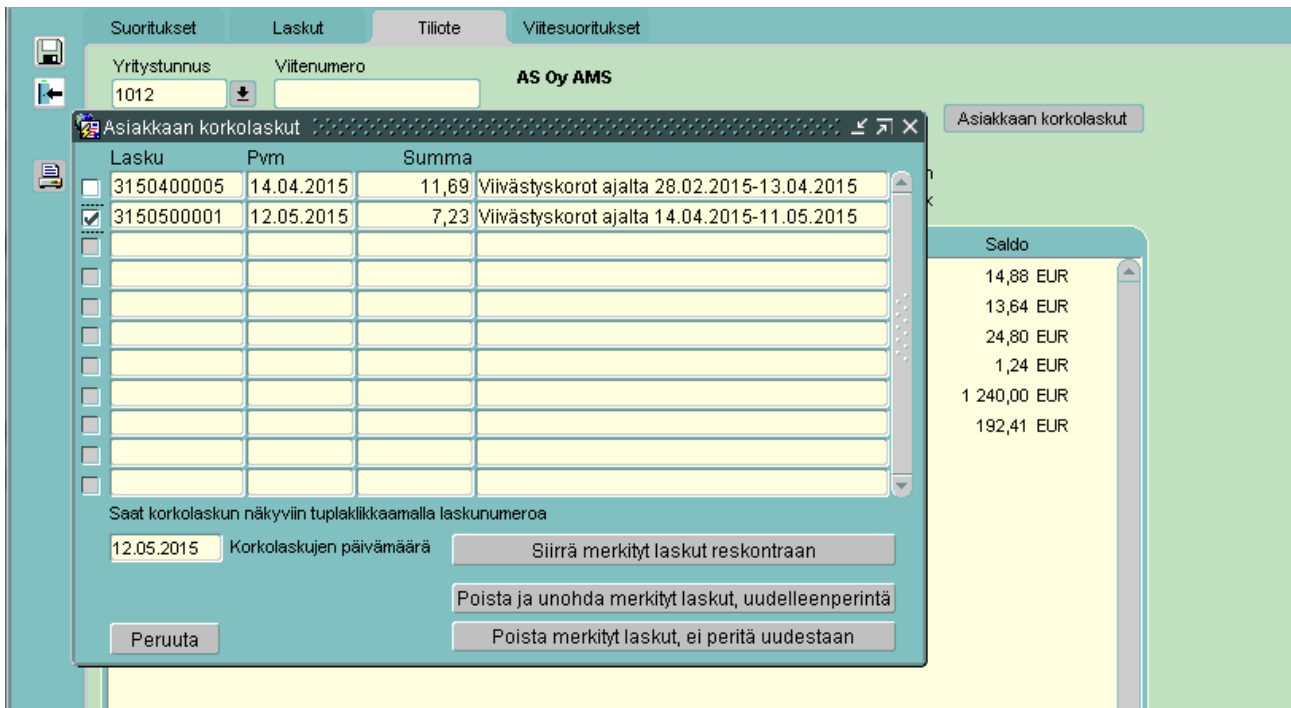 Suoritukset Laskut Tiliote Viitesuoritukset
Yritystunnus Viitenumero AS Oy AMS
1012
Asiakkaan korkolaskut Asiakkaan korkolaskut
Lasku Pvm Summa
3150400005 14.04.2015 11,69 Viivästyskorot ajalta 28.02.2015-13.04.2015
3150500001 12.05.2015 7,23 Viivästyskorot ajalta 14.04.2015-11.05.2015
Saldo
14,88 EUR
13,64 EUR
24,80 EUR
1,24 EUR
1 240,00 EUR
192,41 EUR
Saat korkolaskun näkyviin tuplaklikkaamalla laskunumeroa
12.05.2015 Korkolaskujen päivämäärä Siirrä merkityt laskut reskontraan
Poista ja unohda merkityt laskut, uudelleenperintä
Peruuta Poista merkityt laskut, ei peritä uudestaan